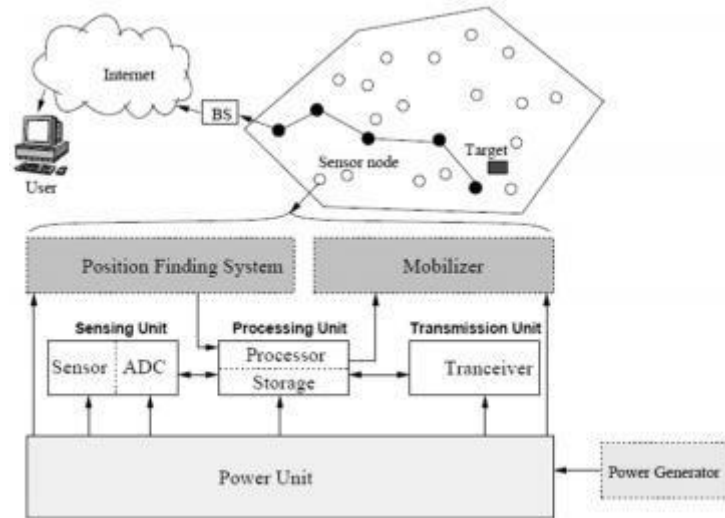 Internet
BS
User
Sensor node
Target
Position Finding System
Mobilizer
Sensing Unit
Processing Unit
Transmission Unit
Sensor
ADC
Processor
Storage
Tranceiver
Power Unit
Power Generator